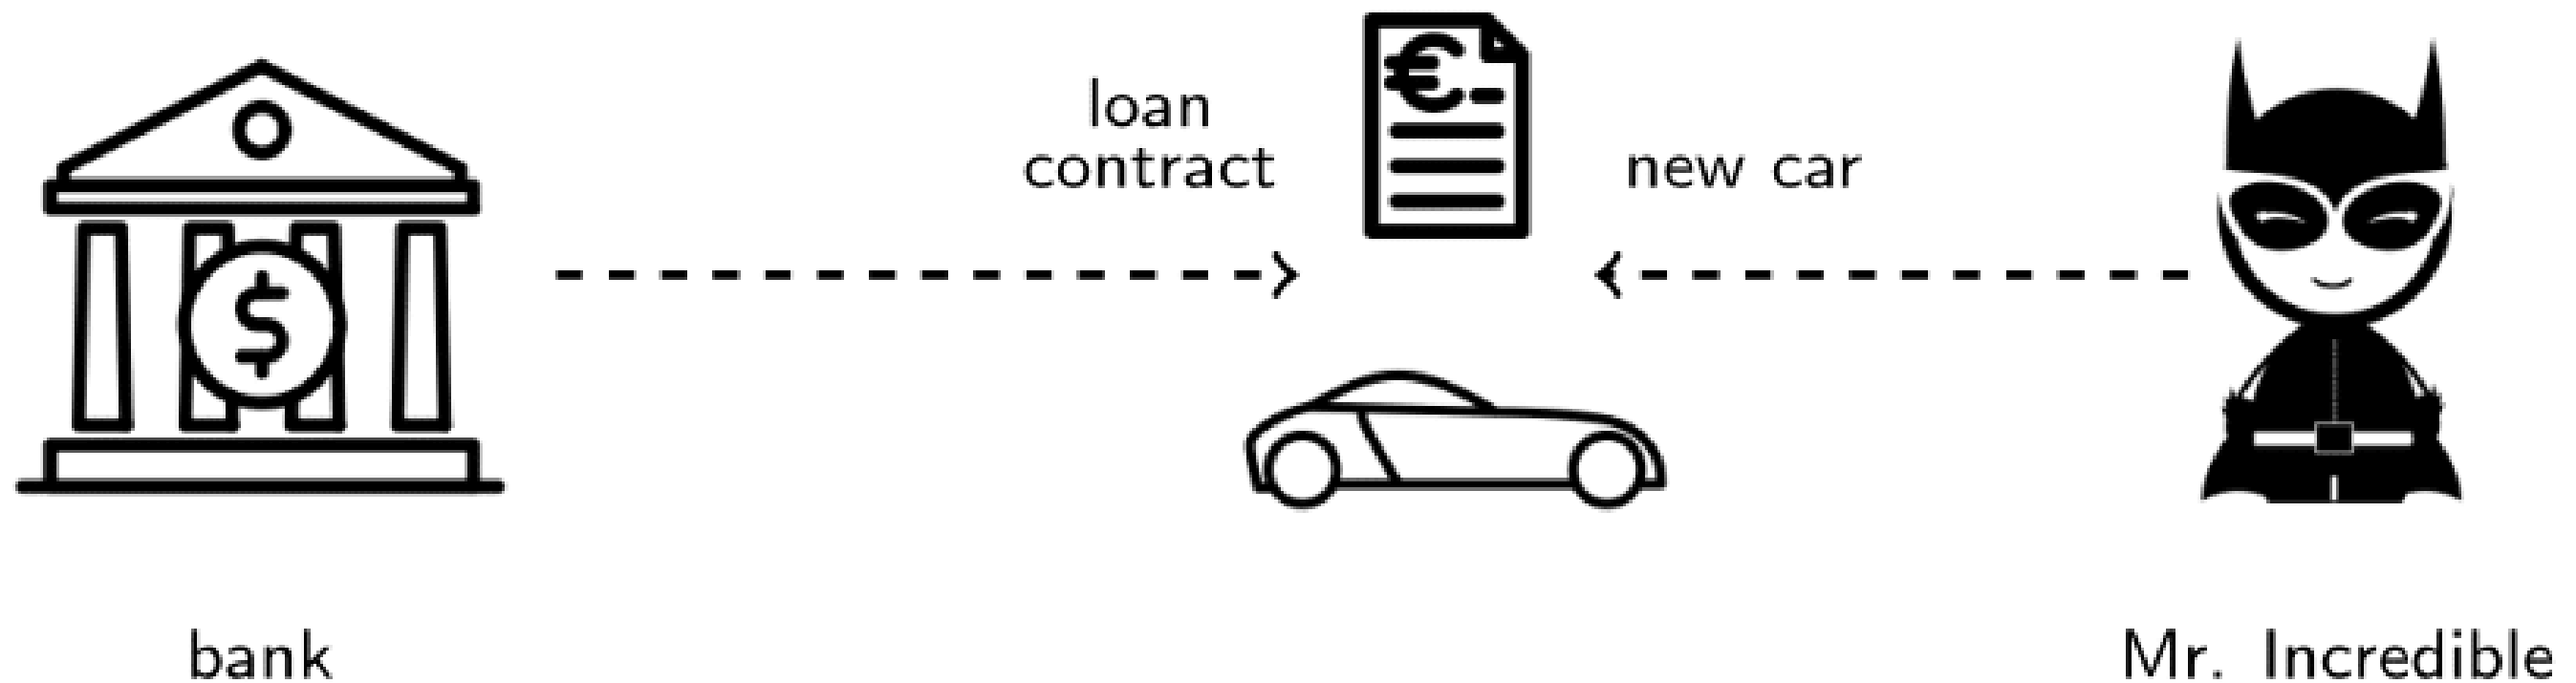 loan
contract
€
new car
$
bank
Mr. Incredible